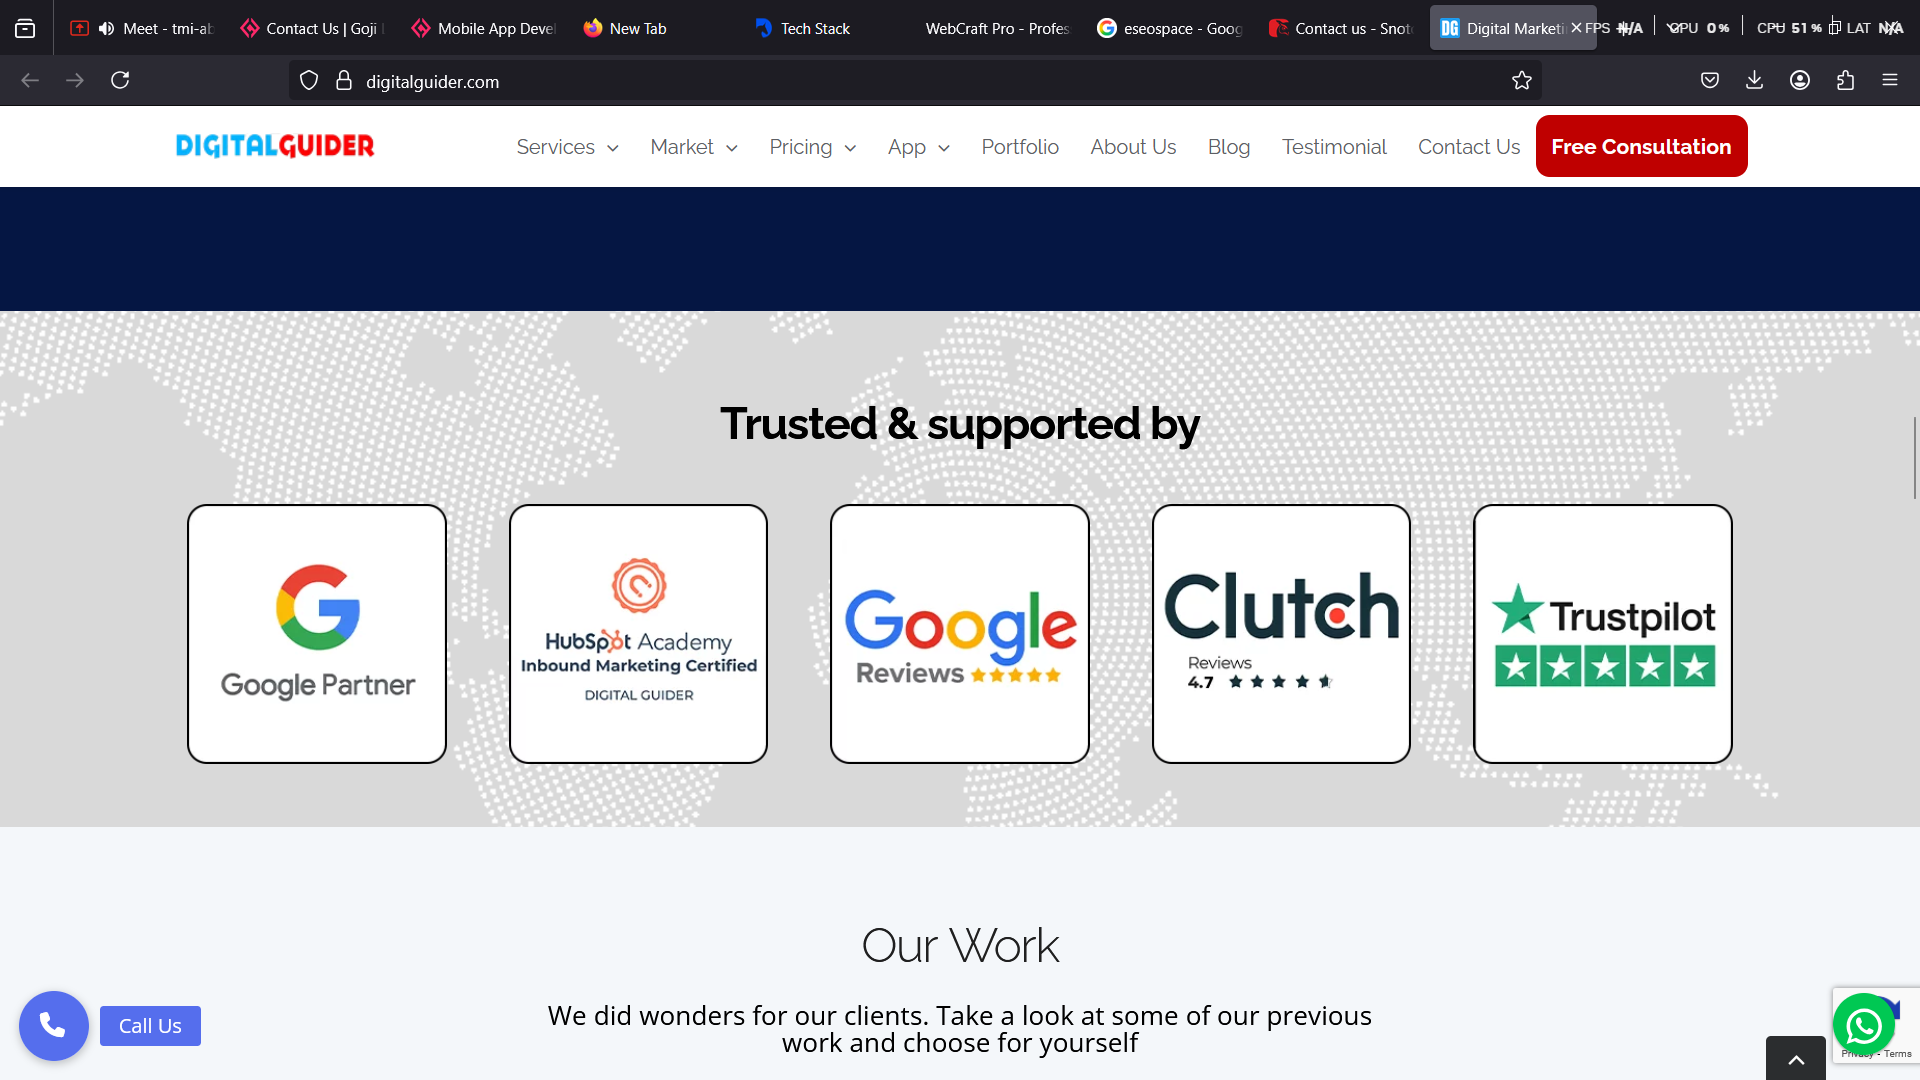 Meet - tmi-ab
Contact Us | Goji
Mobile App Deve
New Tab
Tech Stack
WebCraft Pro - Profes
eseospace - Goog
Contact us - Snot
Digital Marketi
FPS N/A
GPU 0%
CPU 51%
LAT N/A
digitalguider.com
DIGITALGUIDER
Services
Market
Pricing
App
Portfolio
About Us
Blog
Testimonial
Contact Us
Free Consultation
Trusted & supported by
Google Partner
HubSpot Academy
Inbound Marketing Certified
DIGITAL GUIDER
Google
Reviews
Clutch
Reviews
4.7
Trustpilot
Our Work
We did wonders for our clients. Take a look at some of our previous
work and choose for yourself
Call Us
Privacy - Terms